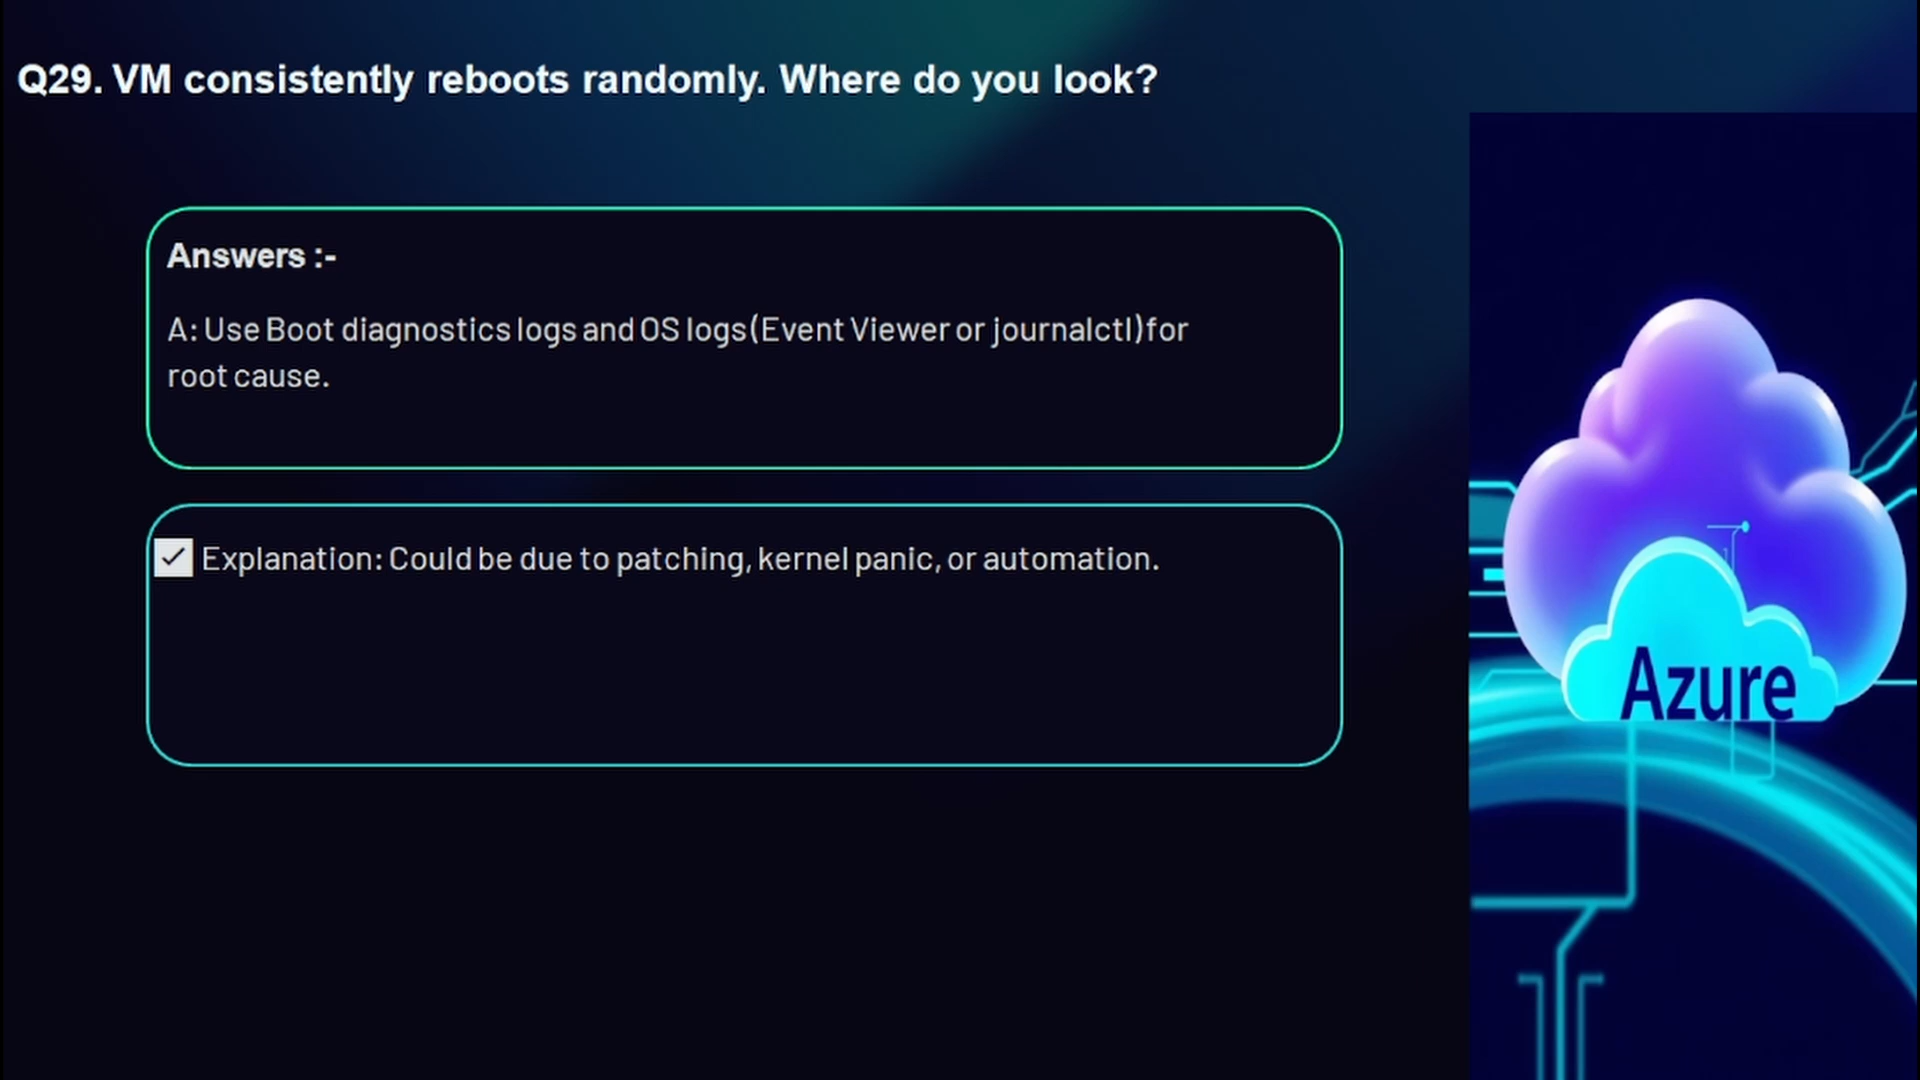 Q29. VM consistently reboots randomly. Where do you look?
Answers :-
A: Use Boot diagnostics logs and OS logs (Event Viewer or journalctl) for
root cause.
Explanation: Could be due to patching, kernel panic, or automation.
Azure